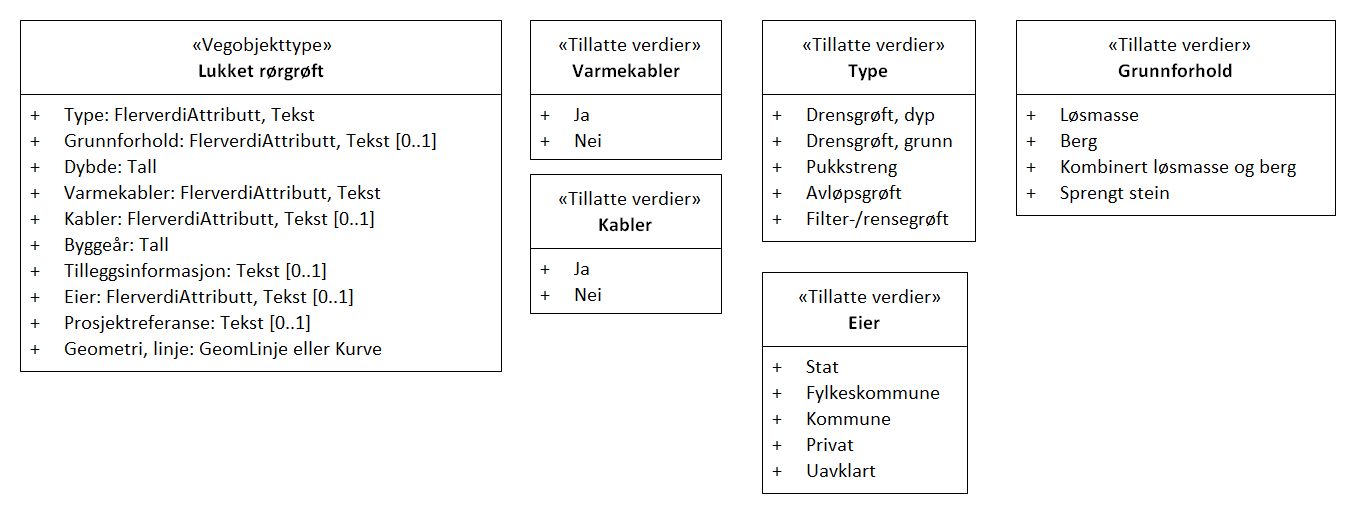 «Vegobjekttype»
Lukket rørgrøft
+ Type: FlerverdiAttributt, Tekst
+ Grunnforhold: FlerverdiAttributt, Tekst [0..1]
+ Dybde: Tall
+ Varmekabler: FlerverdiAttributt, Tekst
+ Kabler: FlerverdiAttributt, Tekst [0..1]
+ Byggeår: Tall
+ Tilleggsinformasjon: Tekst [0..1]
+ Eier: FlerverdiAttributt, Tekst [0..1]
+ Prosjektreferanse: Tekst [0..1]
+ Geometri, linje: GeomLinje eller Kurve
«Tillatte verdier»
Varmekabler
+ Ja
+ Nei
«Tillatte verdier»
Kabler
+ Ja
+ Nei
«Tillatte verdier»
Type
+ Drensgrøft, dyp
+ Drensgrøft, grunn
+ Pukkstreng
+ Avløpsgrøft
+ Filter-/rensegrøft
«Tillatte verdier»
Eier
+ Stat
+ Fylkeskommune
+ Kommune
+ Privat
+ Uavklart
«Tillatte verdier»
Grunnforhold
+ Løsmasse
+ Berg
+ Kombinert løsmasse og berg
+ Sprengt stein